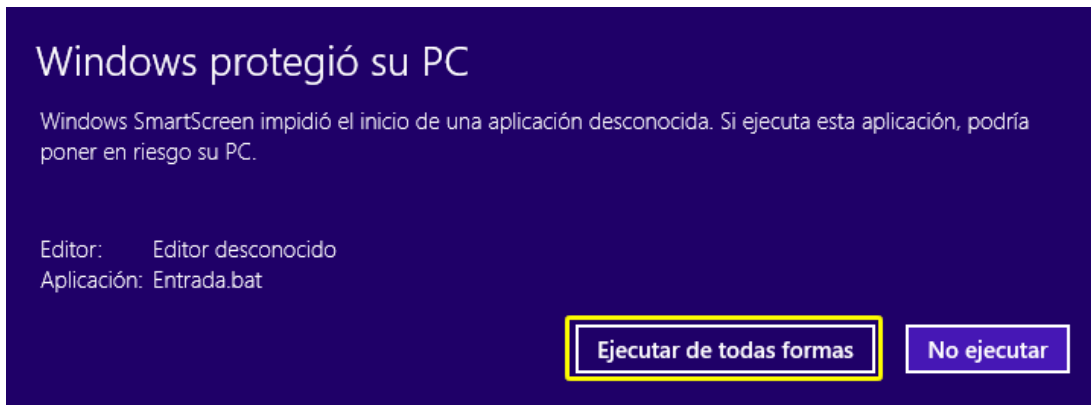 Windows protegió su PC
Windows SmartScreen impidió el inicio de una aplicación desconocida. Si ejecuta esta aplicación, podría
poner en riesgo su PC.
Editor: Editor desconocido
Aplicación: Entrada.bat
Ejecutar de todas formas No ejecutar